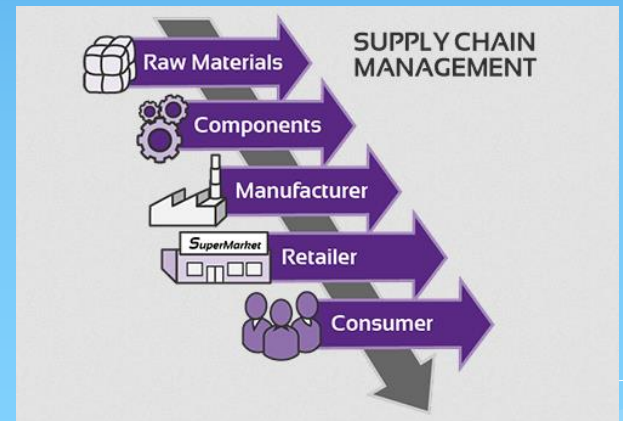 SUPPLY CHAIN
MANAGEMENT
Raw Materials
Components
Manufacturer
SuperMarket
Retailer
Consumer